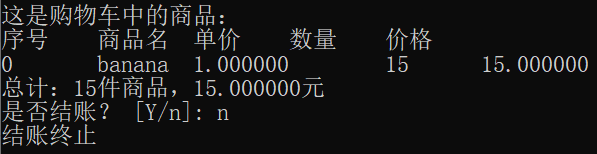 这是购物车中的商品：
序号 商品名 单价 数量 价格
0 banana 1.000000 15 15.000000
总计：15件商品，15.000000元
是否结账？ [Y/n]: n
结账终止